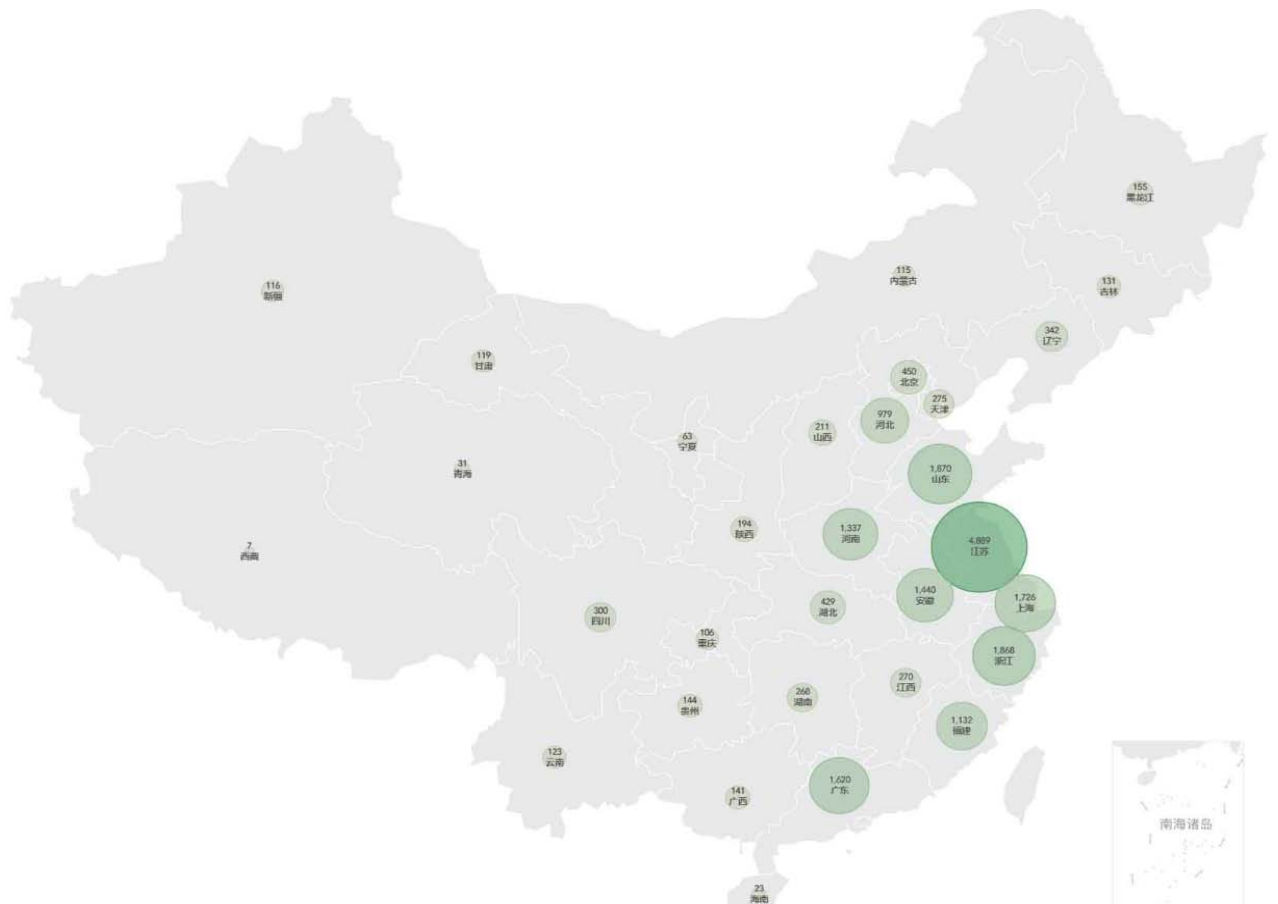 155
黑龙江
115
内蒙古
131
吉林
116
新疆
342
辽宁
119
甘肃
450
北京
275
天津
979
河北
211
山西
63
宁夏
31
青海
1,870
山东
194
陕西
1,337
河南
4,889
江苏
7
西藏
1,440
安徽
1,726
上海
429
湖北
300
四川
106
重庆
1,868
浙江
270
江西
268
湖南
144
贵州
1,132
福建
123
云南
1,620
广东
141
广西
南海诸岛
23
海南